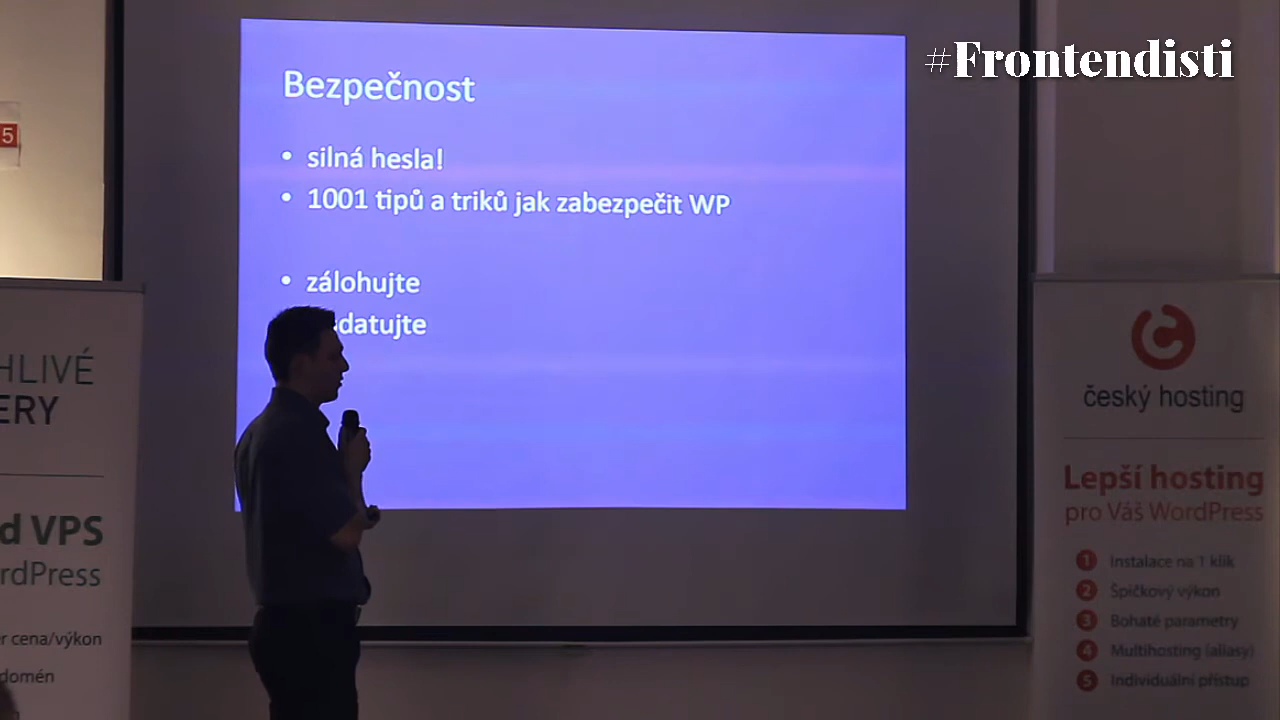 #Frontendisti
5
Bezpečnost
• silná hesla!
• 1001 tipů a triků jak zabezpečit WP
• zálohujte
datujte
HLIVÉ
ERY
d VPS
rdPress
r cena/výkon
domén
český hosting
Lepší hosting
pro Váš WordPress
1 Instalace na 1 klik
2 Špičkový výkon
3 Bohaté parametry
4 Multihosting (aliasy)
5 Individuální přístup